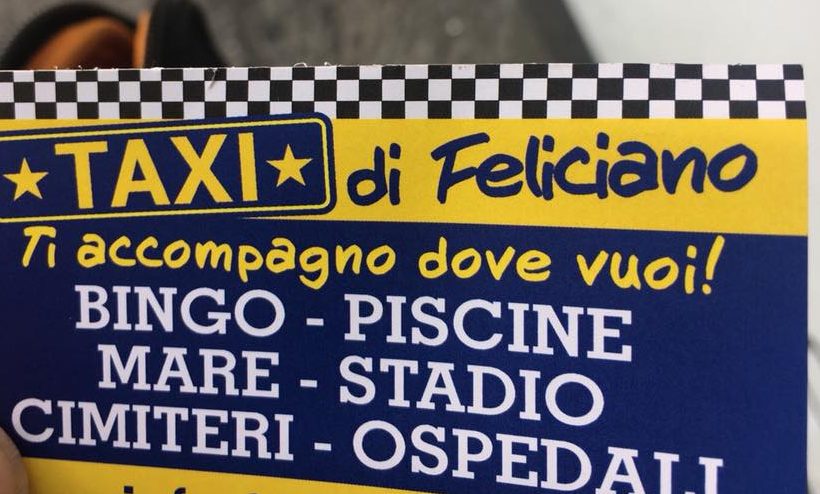 ★ TAXI ★ di Feliciano
Ti accompagno dove vuoi!
BINGO - PISCINE
MARE - STADIO
CIMITERI - OSPEDALI